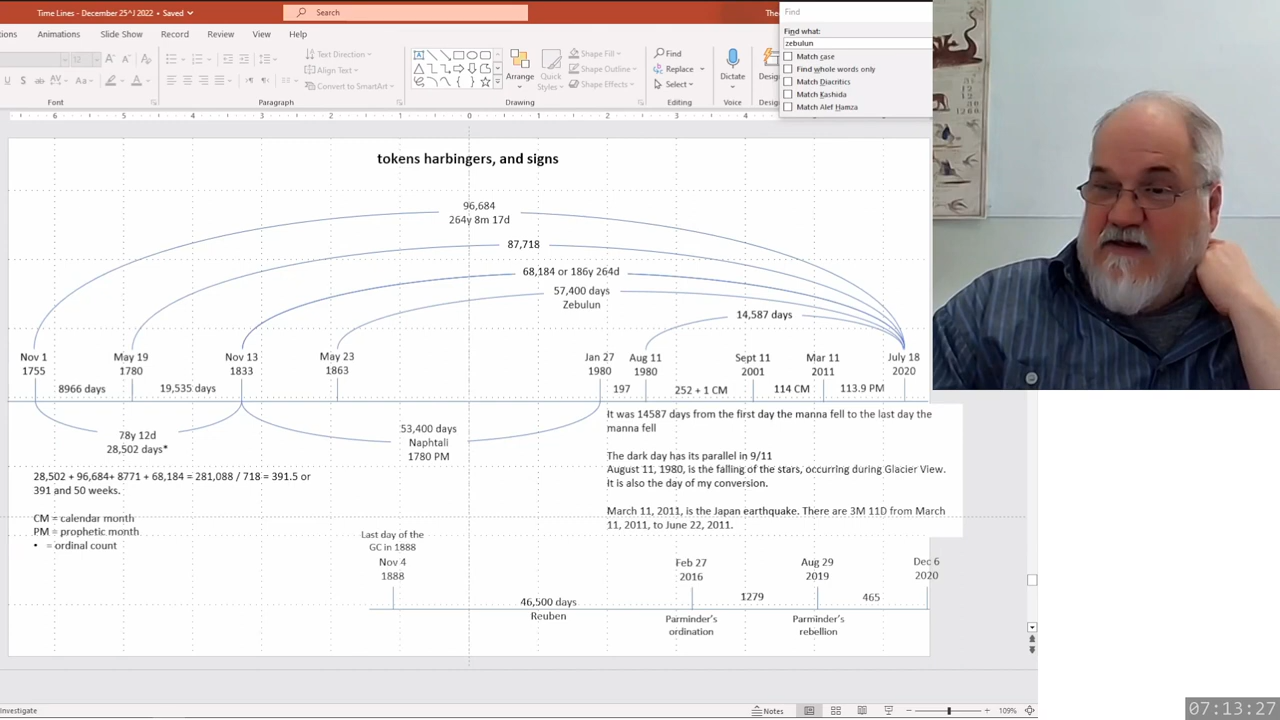 Time Lines - December 25^J 2022 • Saved
Search
Find
Animations
Slide Show
Record
Review
View
Help
Find what:
zebulun
Match case
Find whole words only
Match Diacritics
Match Kashida
Match Alef Hamza
Text Direction
Align Text
Convert to SmartArt
Arrange
Quick
Styles
Shape Fill
Shape Outline
Shape Effects
Find
Replace
Select
Dictate
Font
Paragraph
Drawing
Editing
Voice
6 5 4 3 2 1 0 1 2 3 4 5 6
tokens harbingers, and signs
96,684
264y 8m 17d
87,718
68,184 or 186y 264d
57,400 days
Zebulun
14,587 days
Nov 1
1755
May 19
1780
Nov 13
1833
May 23
1863
Jan 27
1980
Aug 11
1980
Sept 11
2001
Mar 11
2011
July 18
2020
8966 days
19,535 days
197
252 + 1 CM
114 CM
113.9 PM
78y 12d
28,502 days*
53,400 days
Naphtali
1780 PM
It was 14587 days from the first day the manna fell to the last day the
manna fell
The dark day has its parallel in 9/11
August 11, 1980, is the falling of the stars, occurring during Glacier View.
It is also the day of my conversion.
March 11, 2011, is the Japan earthquake. There are 3M 11D from March
11, 2011, to June 22, 2011.
28,502 + 96,684+ 8771 + 68,184 = 281,088 / 718 = 391.5 or
391 and 50 weeks.
CM = calendar month
PM = prophetic month
• = ordinal count
Last day of the
GC in 1888
Nov 4
1888
Feb 27
2016
Aug 29
2019
Dec 6
2020
46,500 days
Reuben
1279
465
Parminder's
ordination
Parminder's
rebellion
Notes
109%
07:13:27